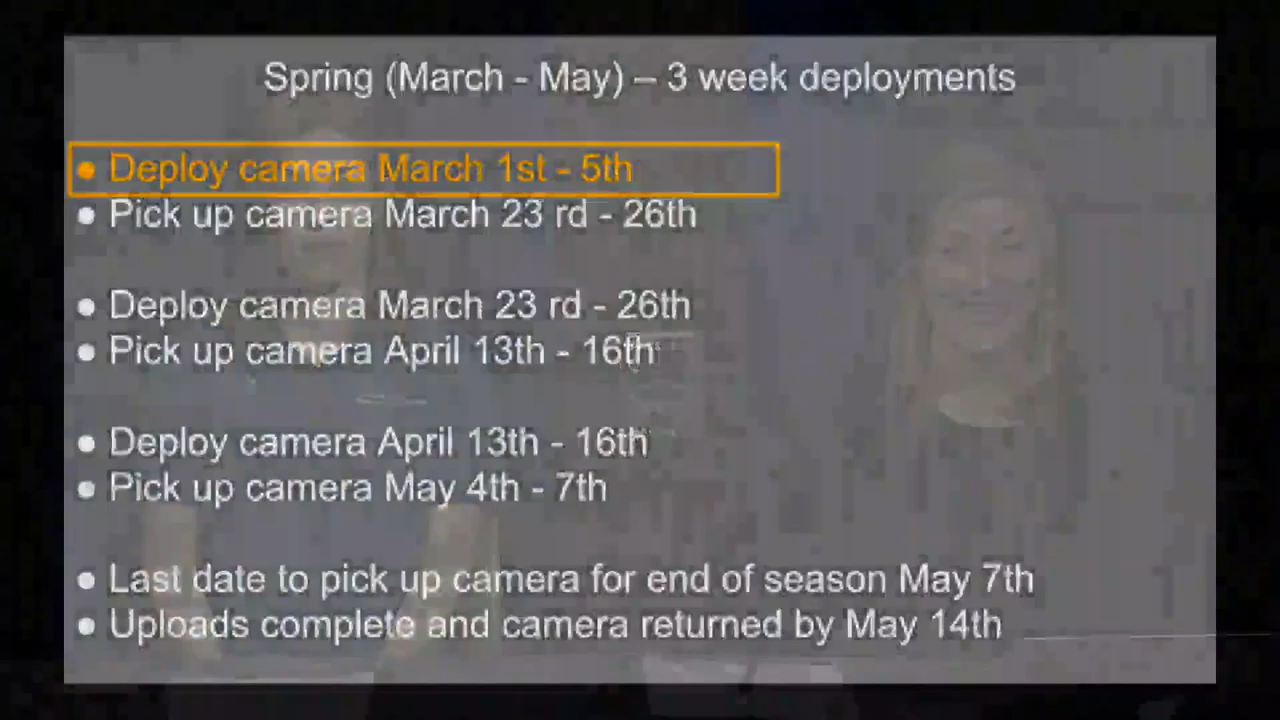 Spring (March - May) – 3 week deployments
● Deploy camera March 1st - 5th
● Pick up camera March 23 rd - 26th
● Deploy camera March 23 rd - 26th
● Pick up camera April 13th - 16th
● Deploy camera April 13th - 16th
● Pick up camera May 4th - 7th
● Last date to pick up camera for end of season May 7th
● Uploads complete and camera returned by May 14th